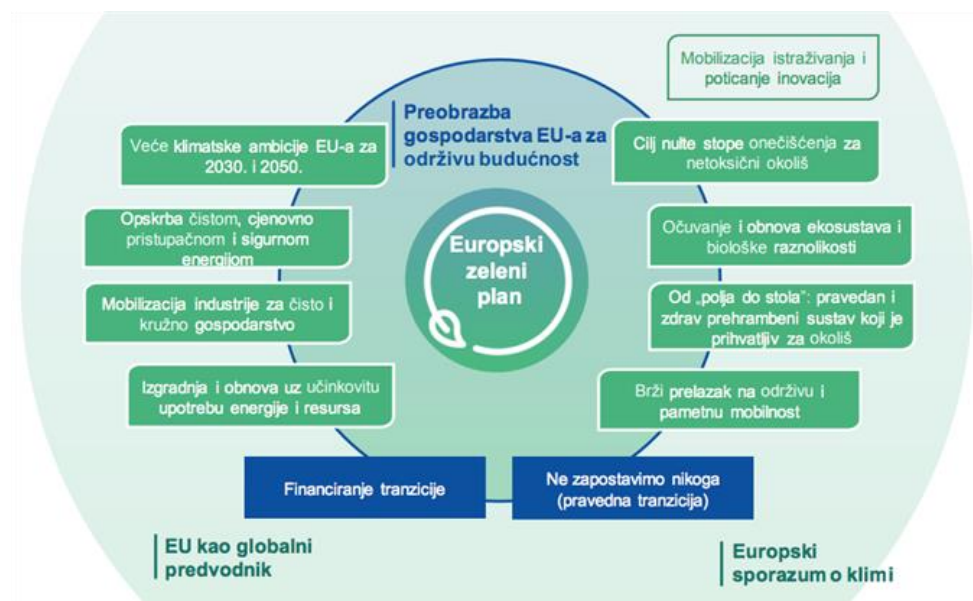 Mobilizacija istraživanja i
poticanje inovacija
Preobrazba
gospodarstva EU-a za
održivu budućnost
Veće klimatske ambicije EU-a za
2030. i 2050.
Cilj nulte stope onečišćenja za
netoksični okoliš
Opskrba čistom, cjenovno
pristupačnom i sigurnom
energijom
Europski
zeleni
plan
Očuvanje i obnova ekosustava i
biološke raznolikosti
Mobilizacija industrije za čisto i
kružno gospodarstvo
Od „polja do stola”: pravedan i
zdrav prehrambeni sustav koji je
prihvatljiv za okoliš
Izgradnja i obnova uz učinkovitu
upotrebu energije i resursa
Brži prelazak na održivu i
pametnu mobilnost
Financiranje tranzicije
Ne zapostavimo nikoga
(pravedna tranzicija)
EU kao globalni
predvodnik
Europski
sporazum o klimi